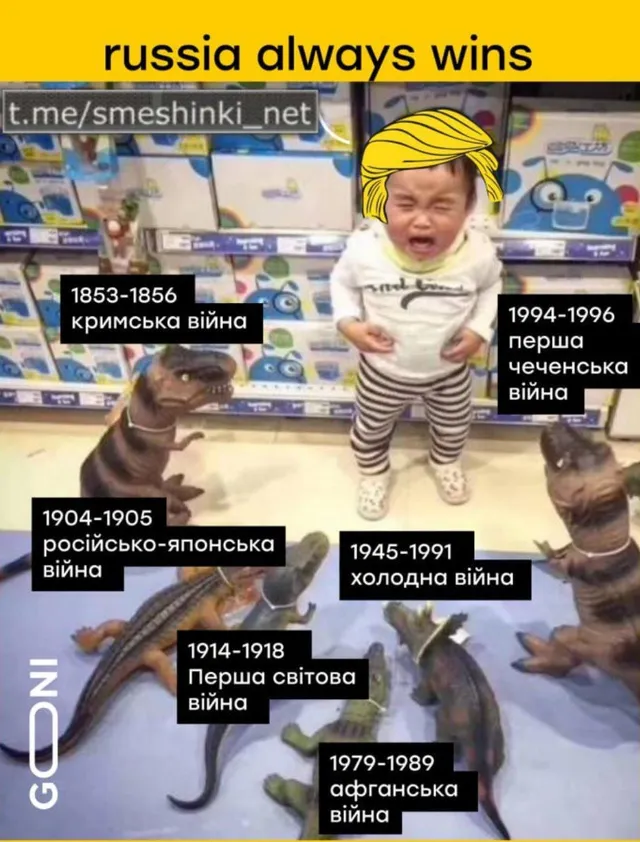 russia always wins
t.me/smeshinki_net
1853-1856
кримська війна
1994-1996
перша
чеченська
війна
1904-1905
російсько-японська
війна
1945-1991
холодна війна
1914-1918
Перша світова
війна
1979-1989
афганська
війна
GOONI